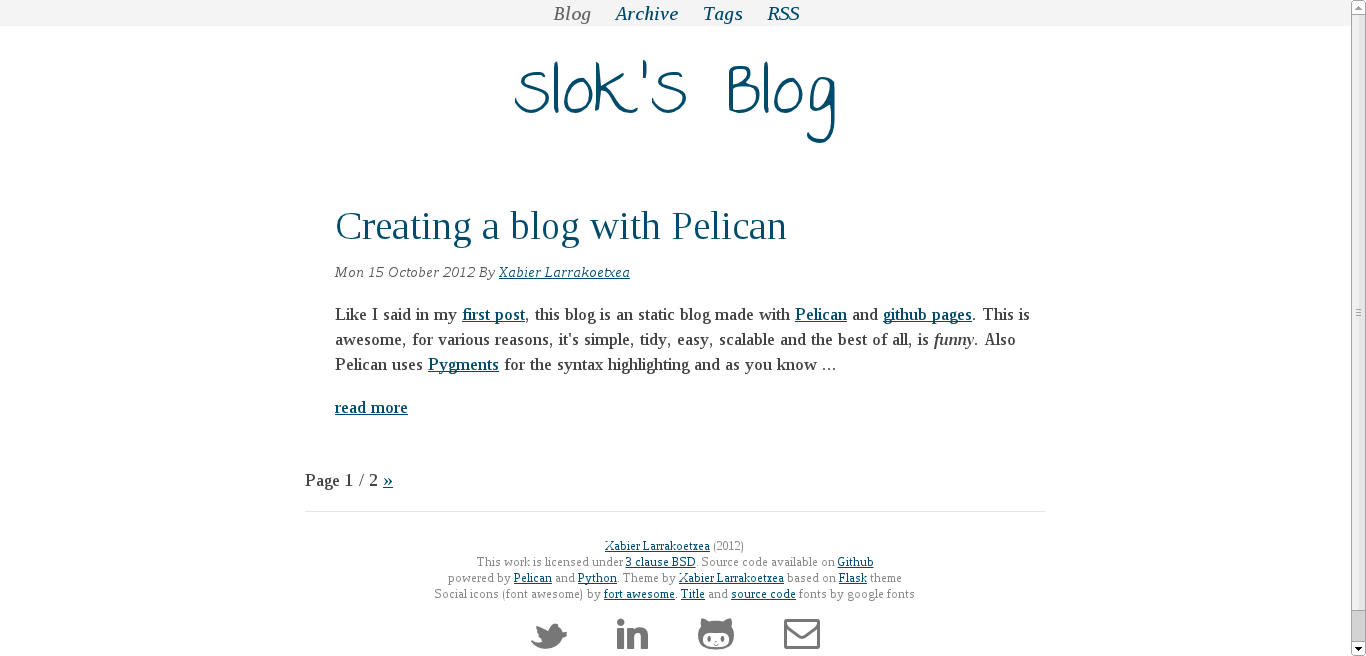 Blog Archive Tags RSS
Slok's Blog
Creating a blog with Pelican
Mon 15 October 2012 By Xabier Larrakoetxea
Like I said in my first post, this blog is an static blog made with Pelican and github pages. This is
awesome, for various reasons, it's simple, tidy, easy, scalable and the best of all, is funny. Also
Pelican uses Pygments for the syntax highlighting and as you know ...
read more
Page 1 / 2 »
Xabier Larrakoetxea (2012)
This work is licensed under 3 clause BSD. Source code available on Github
powered by Pelican and Python. Theme by Xabier Larrakoetxea based on Flask theme
Social icons (font awesome) by fort awesome. Title and source code fonts by google fonts